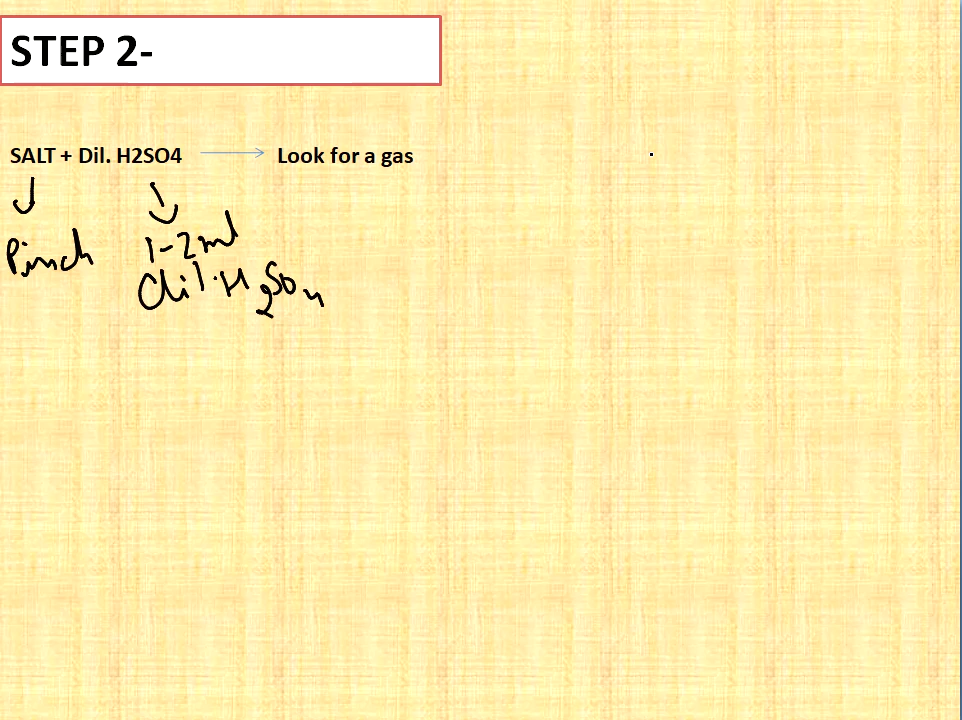 STEP 2-
SALT + Dil. H2SO4 → Look for a gas
Pinch 1-2ml
dil. H2SO4